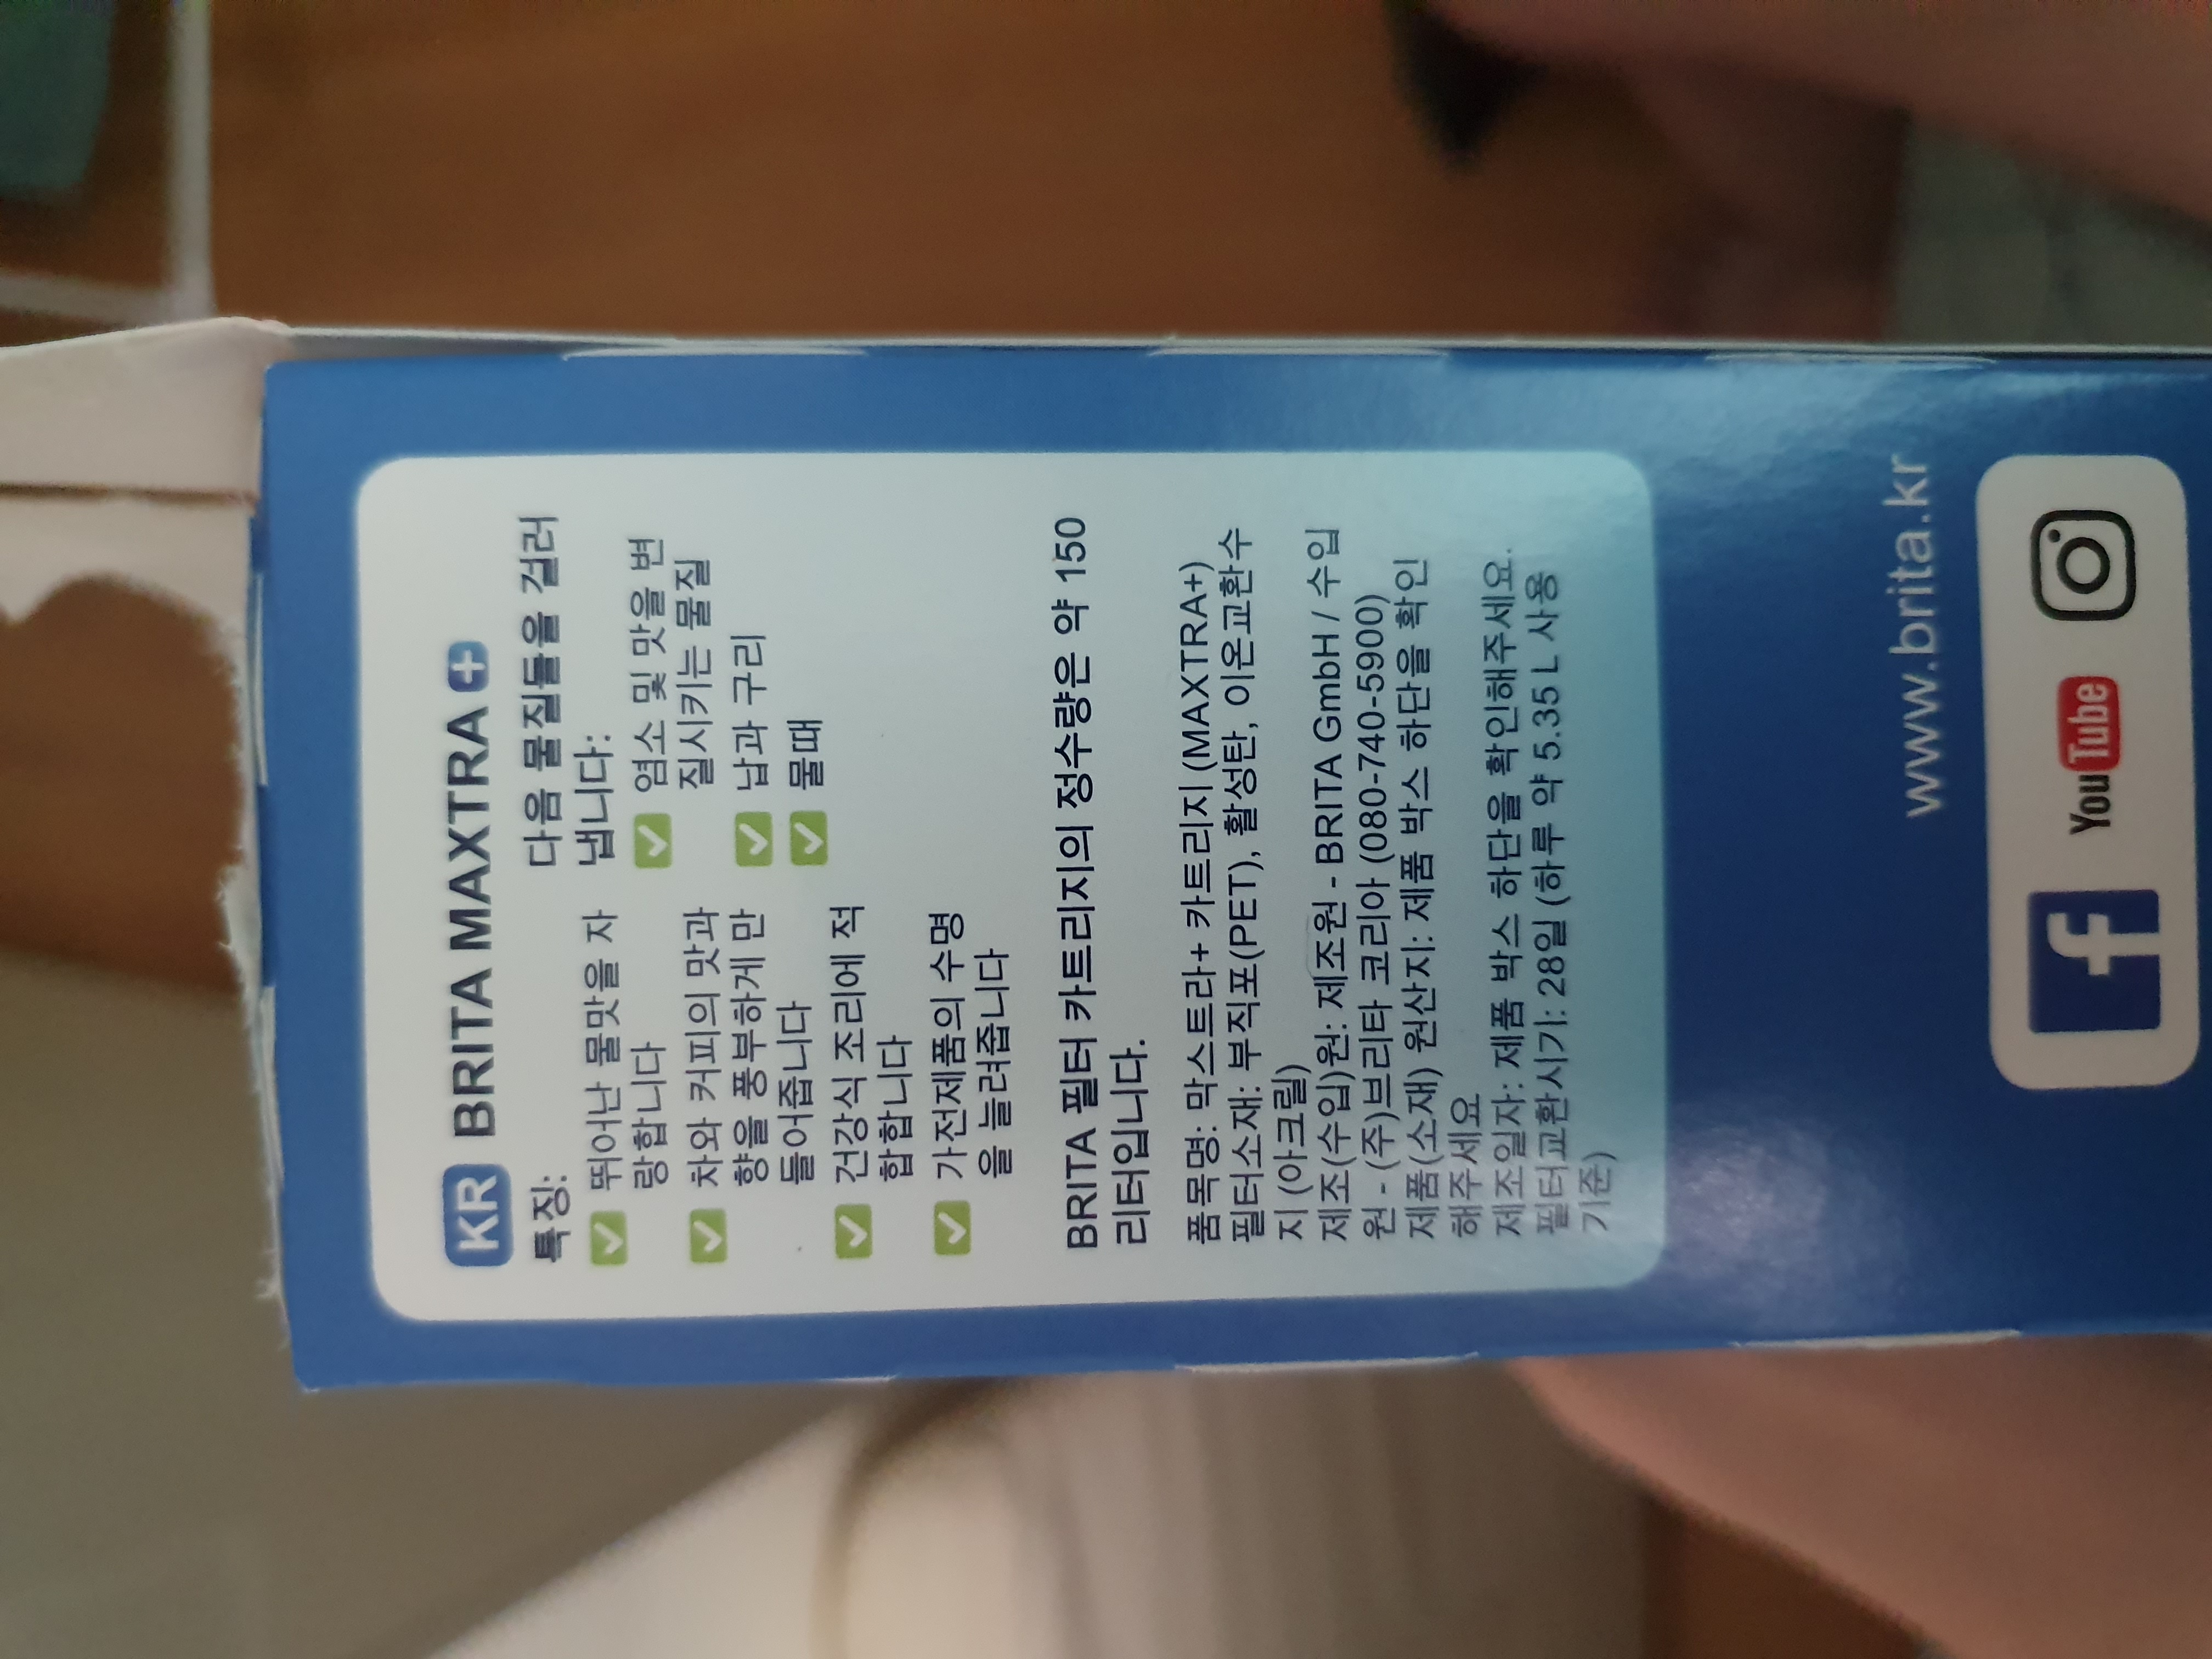 KR BRITA MAXTRA +
특징:
뛰어난 물맛을 자
랑합니다
차와 커피의 맛과
향을 풍부하게 만
들어줍니다
건강식 조리에 적
합합니다
가전제품의 수명
을 늘려줍니다
다음 물질들을 걸러
냅니다:
염소 및 맛을 변
질시키는 물질
납과 구리
물때
BRITA 필터 카트리지의 정수량은 약 150
리터입니다.
품목명: 막스트라+ 카트리지 (MAXTRA+)
필터소재: 부직포(PET), 활성탄, 이온교환수
지 (아크릴)
제조(수입)원: 제조원 - BRITA GmbH / 수입
원 - (주)브리타 코리아 (080-740-5900)
제품(소재) 원산지: 제품 박스 하단을 확인
해주세요
제조일자: 제품 박스 하단을 확인해주세요.
필터교환시기: 28일 (하루 약 5.35 L 사용
기준)
www.brita.kr
f YouTube